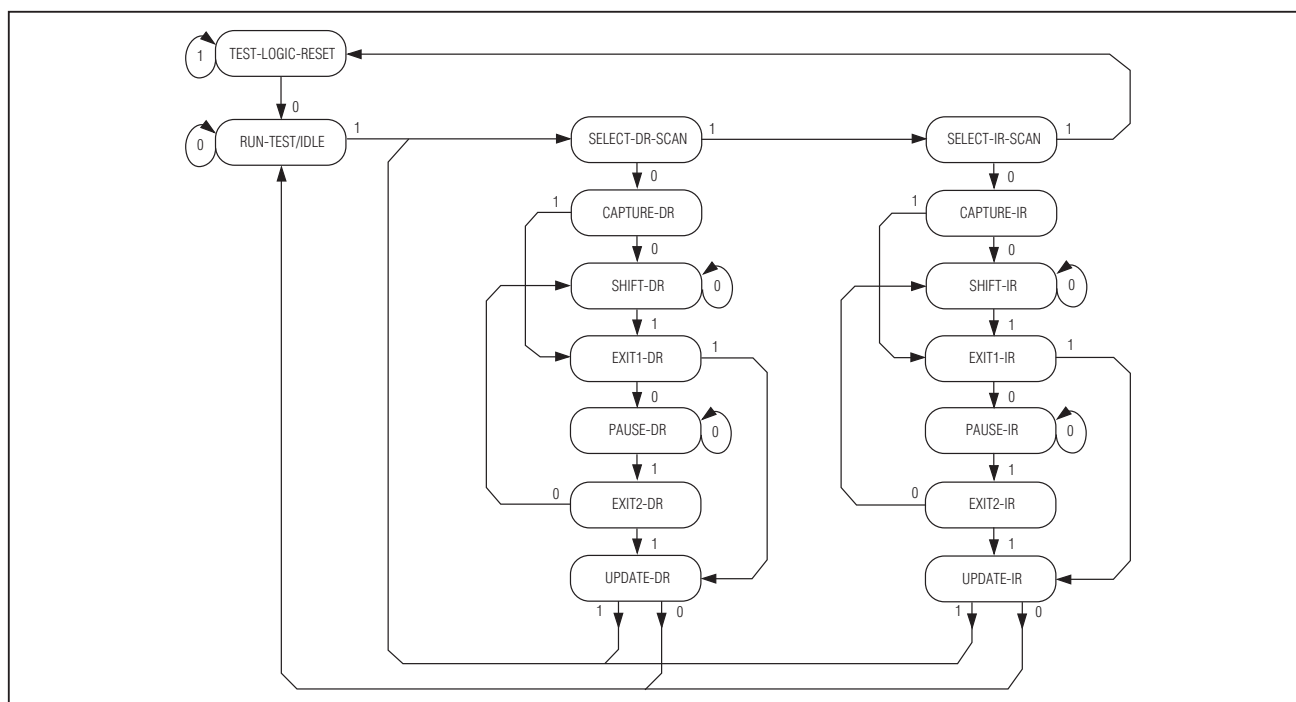 TEST-LOGIC-RESET
1
0
RUN-TEST/IDLE
0
1
SELECT-DR-SCAN
1
SELECT-IR-SCAN
1
0
0
1
CAPTURE-DR
1
CAPTURE-IR
0
0
SHIFT-DR
0
SHIFT-IR
0
1
1
EXIT1-DR
1
EXIT1-IR
1
0
0
PAUSE-DR
0
PAUSE-IR
0
1
1
0
EXIT2-DR
0
EXIT2-IR
1
1
UPDATE-DR
UPDATE-IR
1
0
1
0